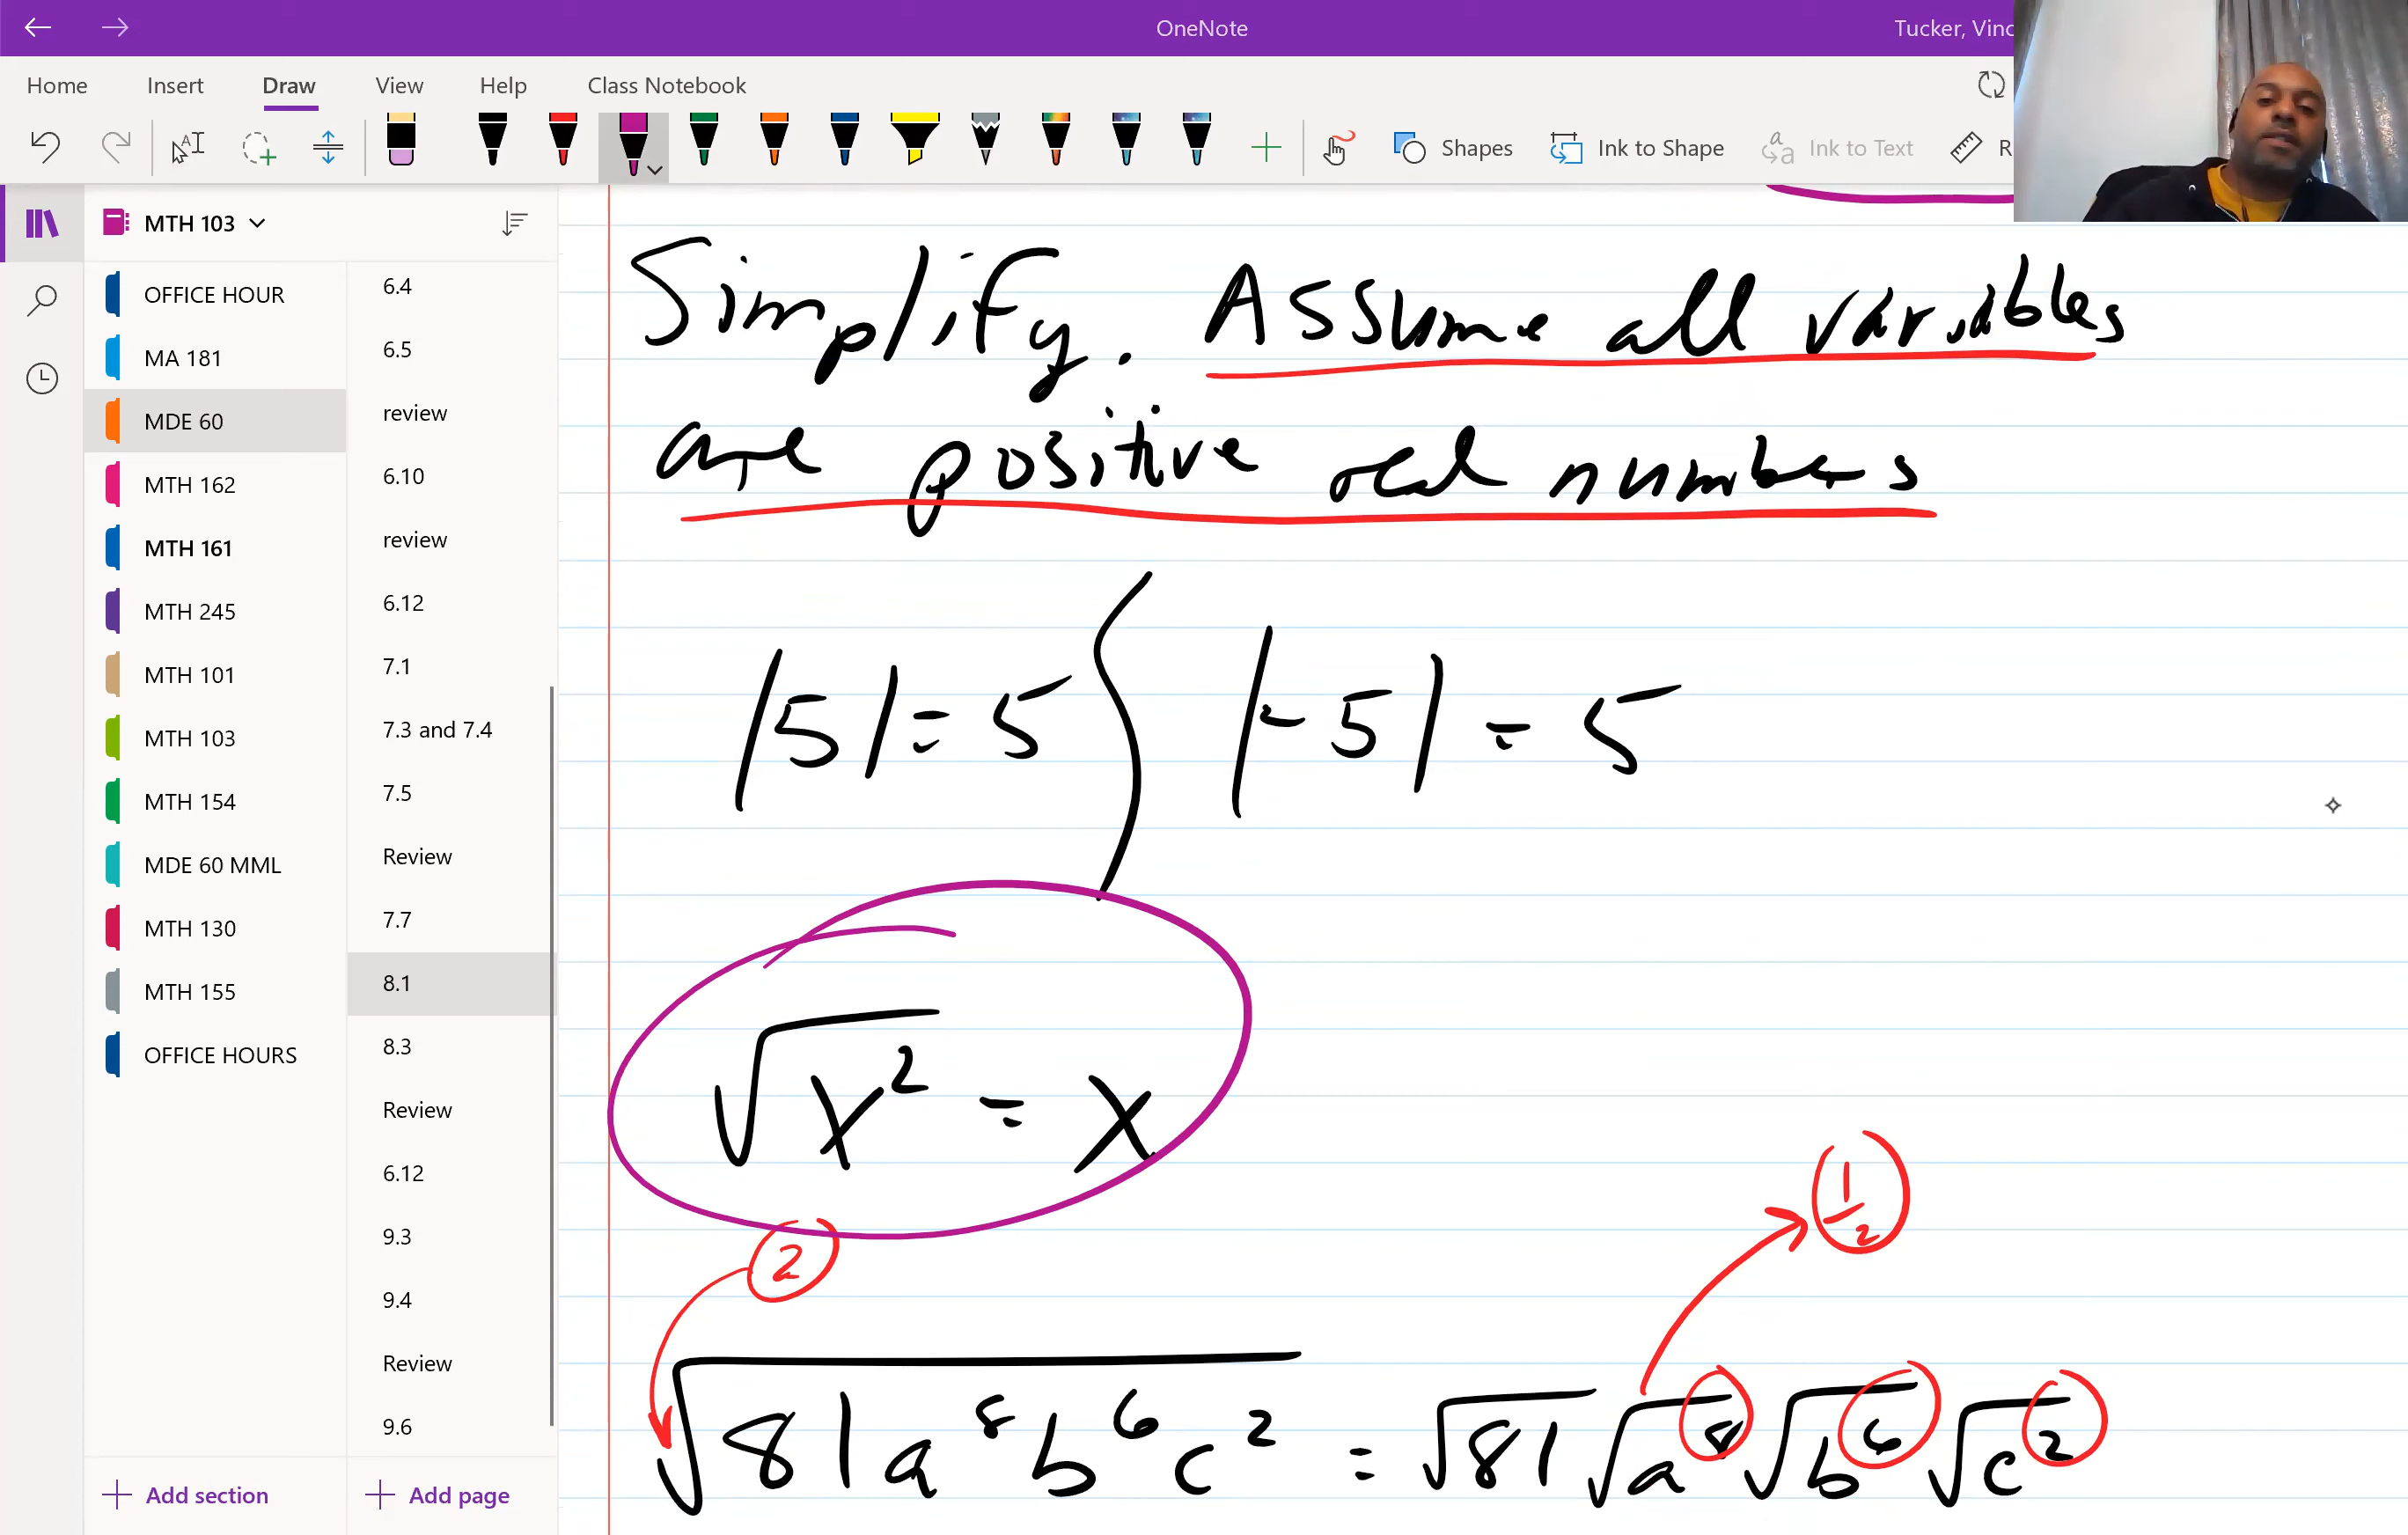 OneNote
Tucker, Vinc
Home Insert Draw View Help Class Notebook
Shapes Ink to Shape Ink to Text R
MTH 103
OFFICE HOUR
MA 181
MDE 60
MTH 162
MTH 161
MTH 245
MTH 101
MTH 103
MTH 154
MDE 60 MML
MTH 130
MTH 155
OFFICE HOURS
Add section
6.4
6.5
review
6.10
review
6.12
7.1
7.3 and 7.4
7.5
Review
7.7
8.1
8.3
Review
6.12
9.3
9.4
Review
9.6
Add page
Simplify. Assume all variables
are positive real numbers
|5| = 5 |-5| = 5
√x² = x
2
1/2
√81a⁸b⁶c² = √81 √a⁸ √b⁶ √c²